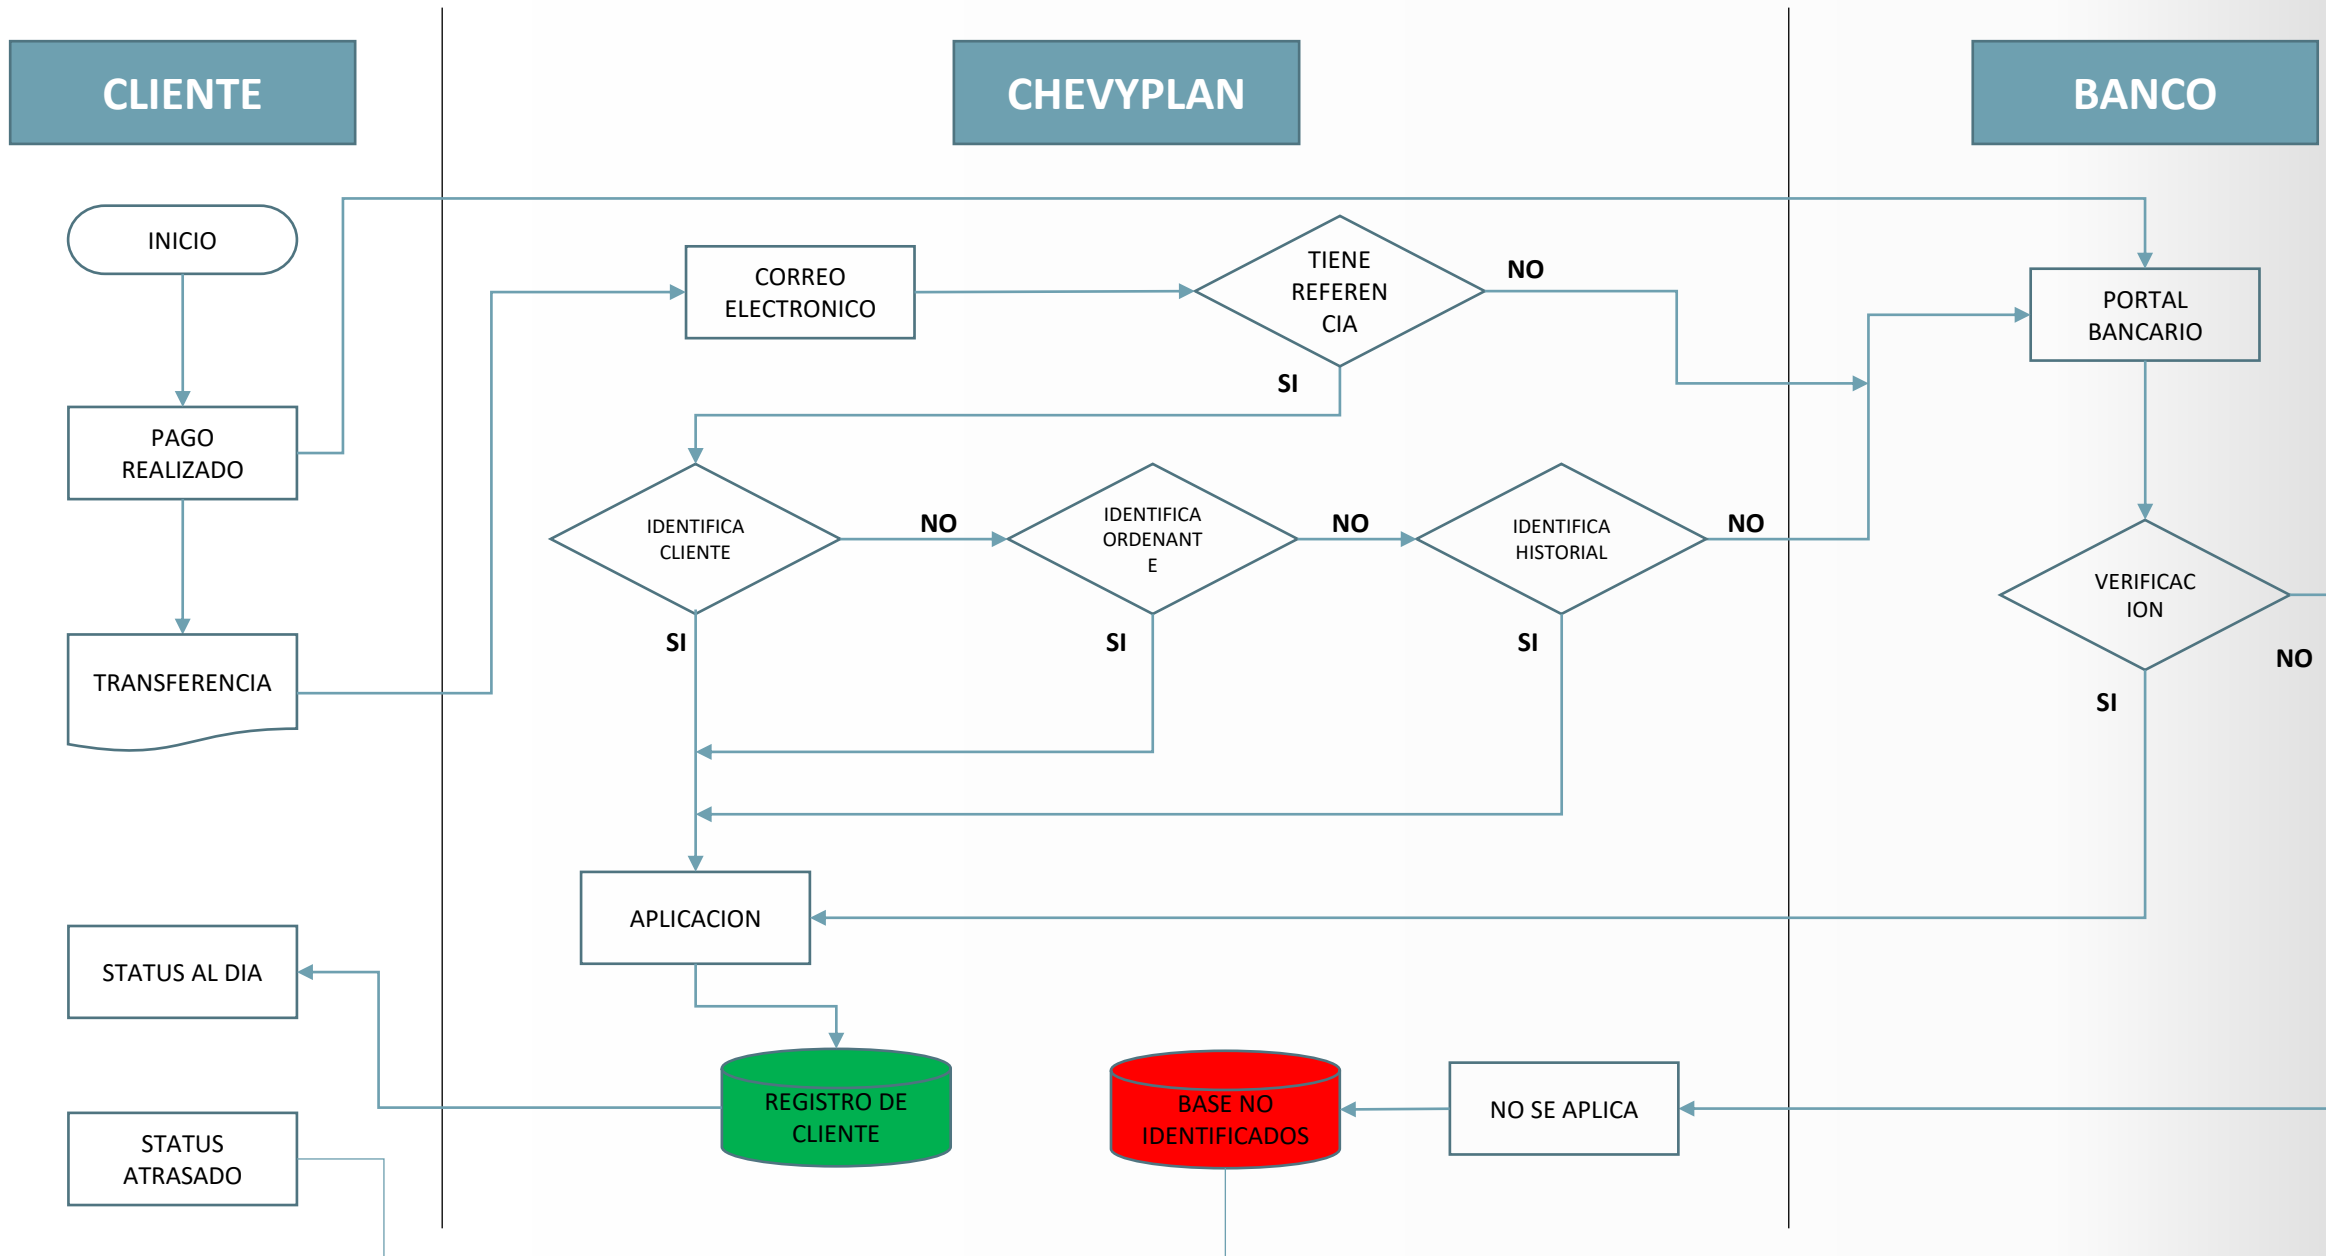 CLIENTE
CHEVYPLAN
BANCO
INICIO
CORREO
ELECTRONICO
TIENE
REFEREN
CIA
NO
PORTAL
BANCARIO
SI
PAGO
REALIZADO
IDENTIFICA
CLIENTE
NO
IDENTIFICA
ORDENANT
E
NO
IDENTIFICA
HISTORIAL
NO
VERIFICAC
ION
NO
SI
SI
SI
SI
TRANSFERENCIA
APLICACION
STATUS AL DIA
REGISTRO DE
CLIENTE
BASE NO
IDENTIFICADOS
NO SE APLICA
STATUS
ATRASADO